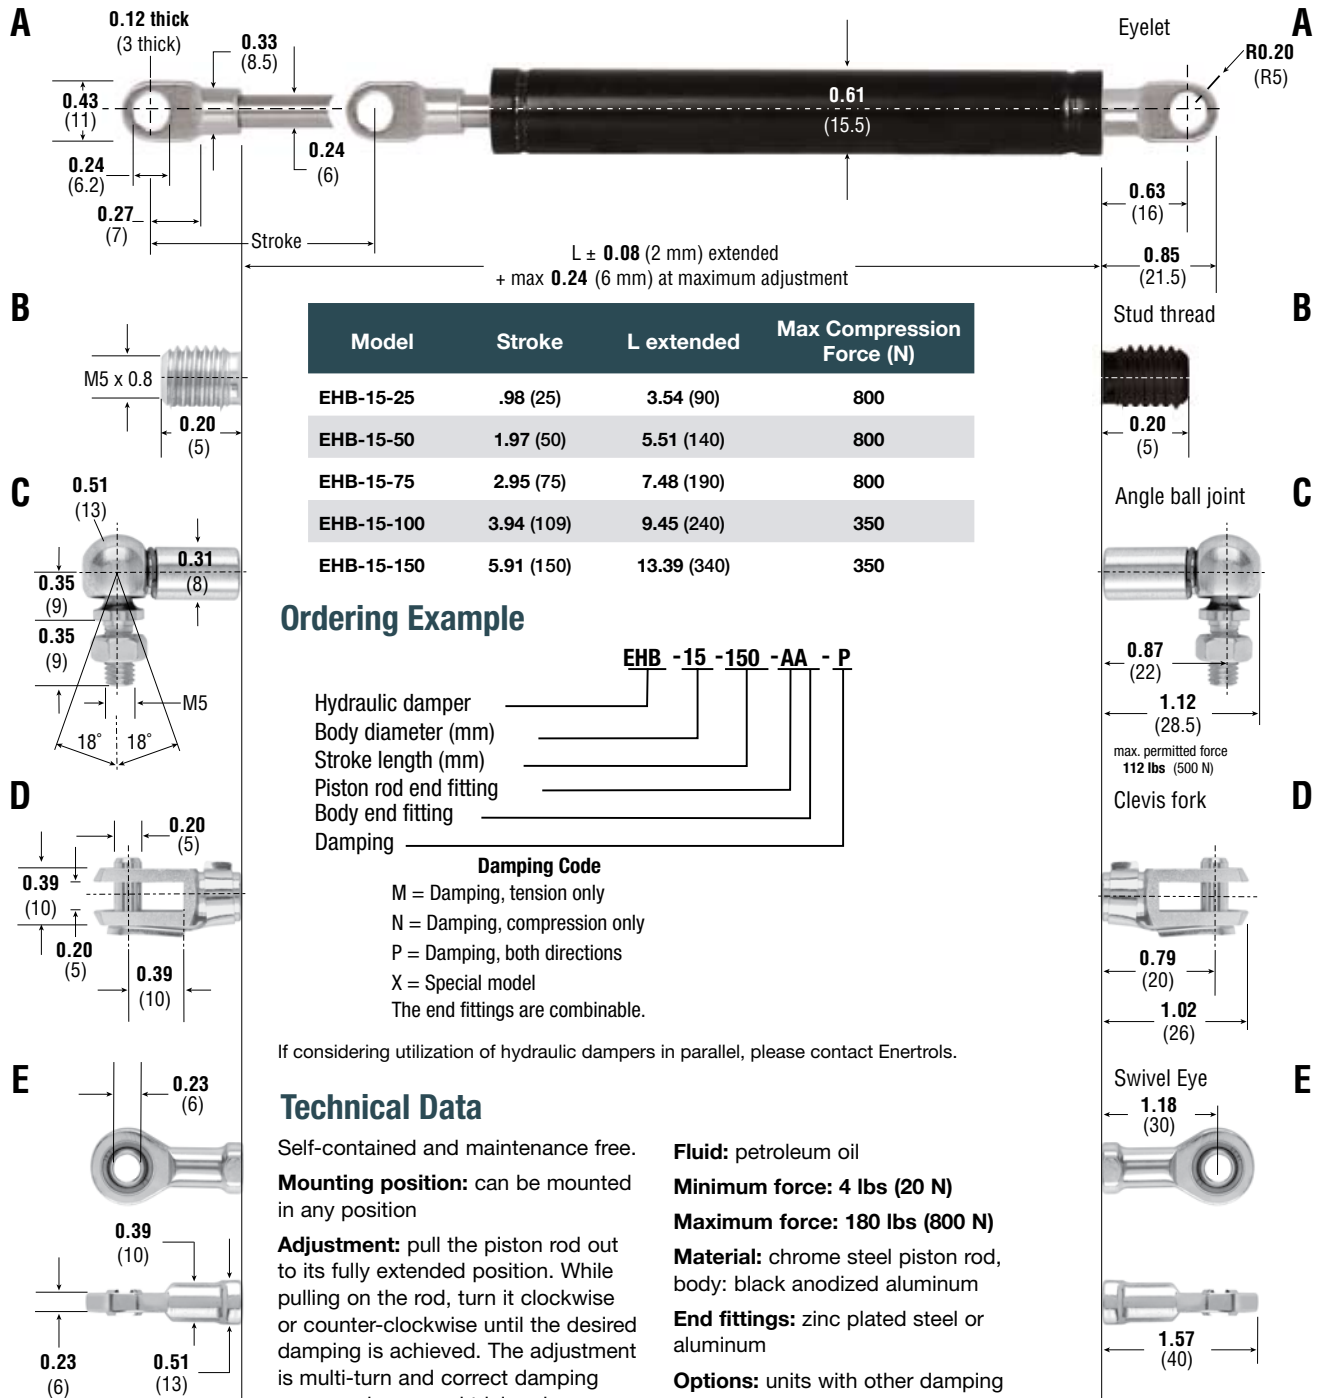 A
0.12 thick
(3 thick)
0.33
(8.5)
Eyelet
A
R0.20
(R5)
0.43
(11)
0.61
(15.5)
0.24
(6.2)
0.24
(6)
0.27
(7)
Stroke
0.63
(16)
L ± 0.08 (2 mm) extended
+ max 0.24 (6 mm) at maximum adjustment
0.85
(21.5)
B
Stud thread
B
M5 x 0.8
0.20
(5)
0.20
(5)
Model Stroke L extended Max Compression
Force (N)
EHB-15-25 .98 (25) 3.54 (90) 800
EHB-15-50 1.97 (50) 5.51 (140) 800
EHB-15-75 2.95 (75) 7.48 (190) 800
EHB-15-100 3.94 (109) 9.45 (240) 350
EHB-15-150 5.91 (150) 13.39 (340) 350
C
0.51
(13)
0.31
(8)
0.35
(9)
0.35
(9)
M5
18° 18°
Angle ball joint
C
0.87
(22)
1.12
(28.5)
max. permitted force
112 lbs (500 N)
Ordering Example
EHB -15 -150 -AA - P
Hydraulic damper
Body diameter (mm)
Stroke length (mm)
Piston rod end fitting
Body end fitting
Damping
Damping Code
M = Damping, tension only
N = Damping, compression only
P = Damping, both directions
X = Special model
The end fittings are combinable.
D
0.20
(5)
0.39
(10)
0.20
(5)
0.39
(10)
Clevis fork
D
0.79
(20)
1.02
(26)
If considering utilization of hydraulic dampers in parallel, please contact Enertrols.
E
0.23
(6)
0.39
(10)
0.23
(6)
0.51
(13)
Swivel Eye
E
1.18
(30)
1.57
(40)
Technical Data
Self-contained and maintenance free.
Mounting position: can be mounted
in any position
Adjustment: pull the piston rod out
to its fully extended position. While
pulling on the rod, turn it clockwise
or counter-clockwise until the desired
damping is achieved. The adjustment
is multi-turn and correct damping
Fluid: petroleum oil
Minimum force: 4 lbs (20 N)
Maximum force: 180 lbs (800 N)
Material: chrome steel piston rod,
body: black anodized aluminum
End fittings: zinc plated steel or
aluminum
Options: units with other damping